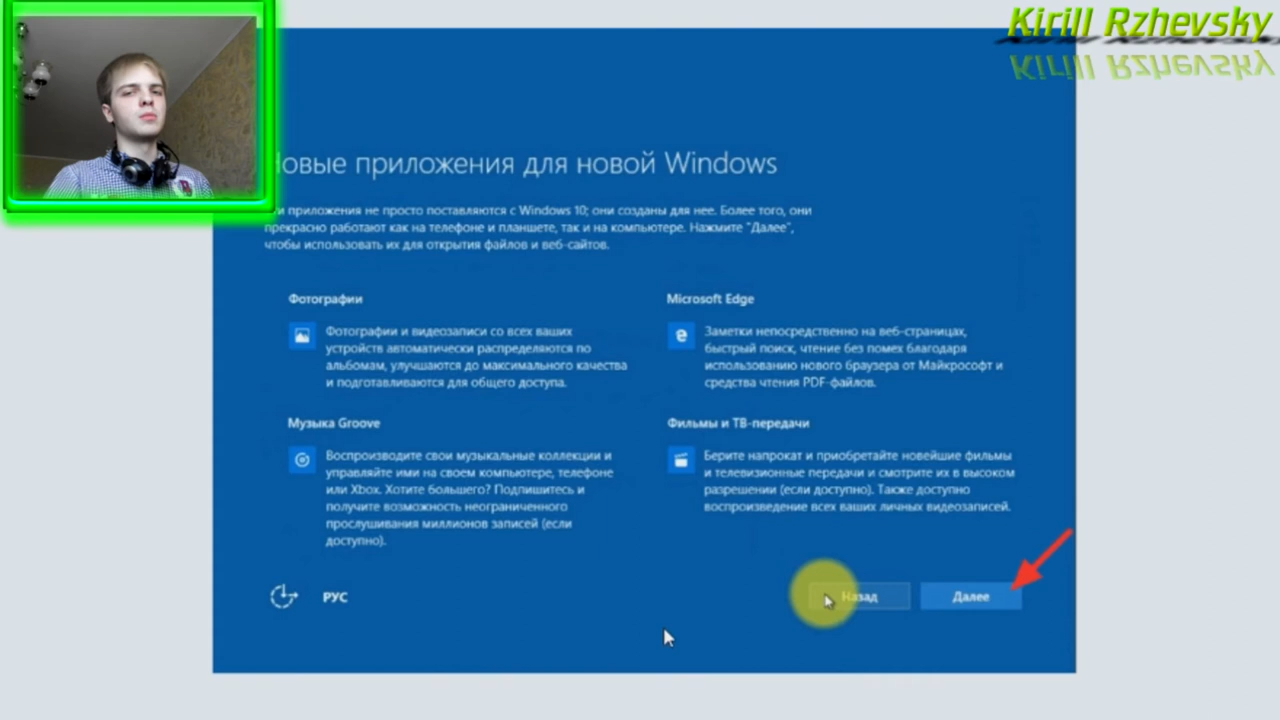 Kirill Rzhevsky
Новые приложения для новой Windows
приложения не просто поставляются с Windows 10; они созданы для нее. Более того, они
прекрасно работают как на телефоне и планшете, так и на компьютере. Нажмите "Далее",
чтобы использовать их для открытия файлов и веб-сайтов.
Фотографии
Фотографии и видеозаписи со всех ваших
устройств автоматически распределяются по
альбомам, улучшаются до максимального качества
и подготавливаются для общего доступа.
Microsoft Edge
Заметки непосредственно на веб-страницах,
быстрый поиск, чтение без помех благодаря
использованию нового браузера от Майкрософт и
средства чтения PDF-файлов.
Музыка Groove
Воспроизводите свои музыкальные коллекции и
управляйте ими на своем компьютере, телефоне
или Xbox. Хотите большего? Подпишитесь и
получите возможность неограниченного
прослушивания миллионов записей (если
доступно).
Фильмы и ТВ-передачи
Берите напрокат и приобретайте новейшие фильмы
и телевизионные передачи и смотрите их в высоком
разрешении (если доступно). Также доступно
воспроизведение всех ваших личных видеозаписей.
РУС
Назад
Далее